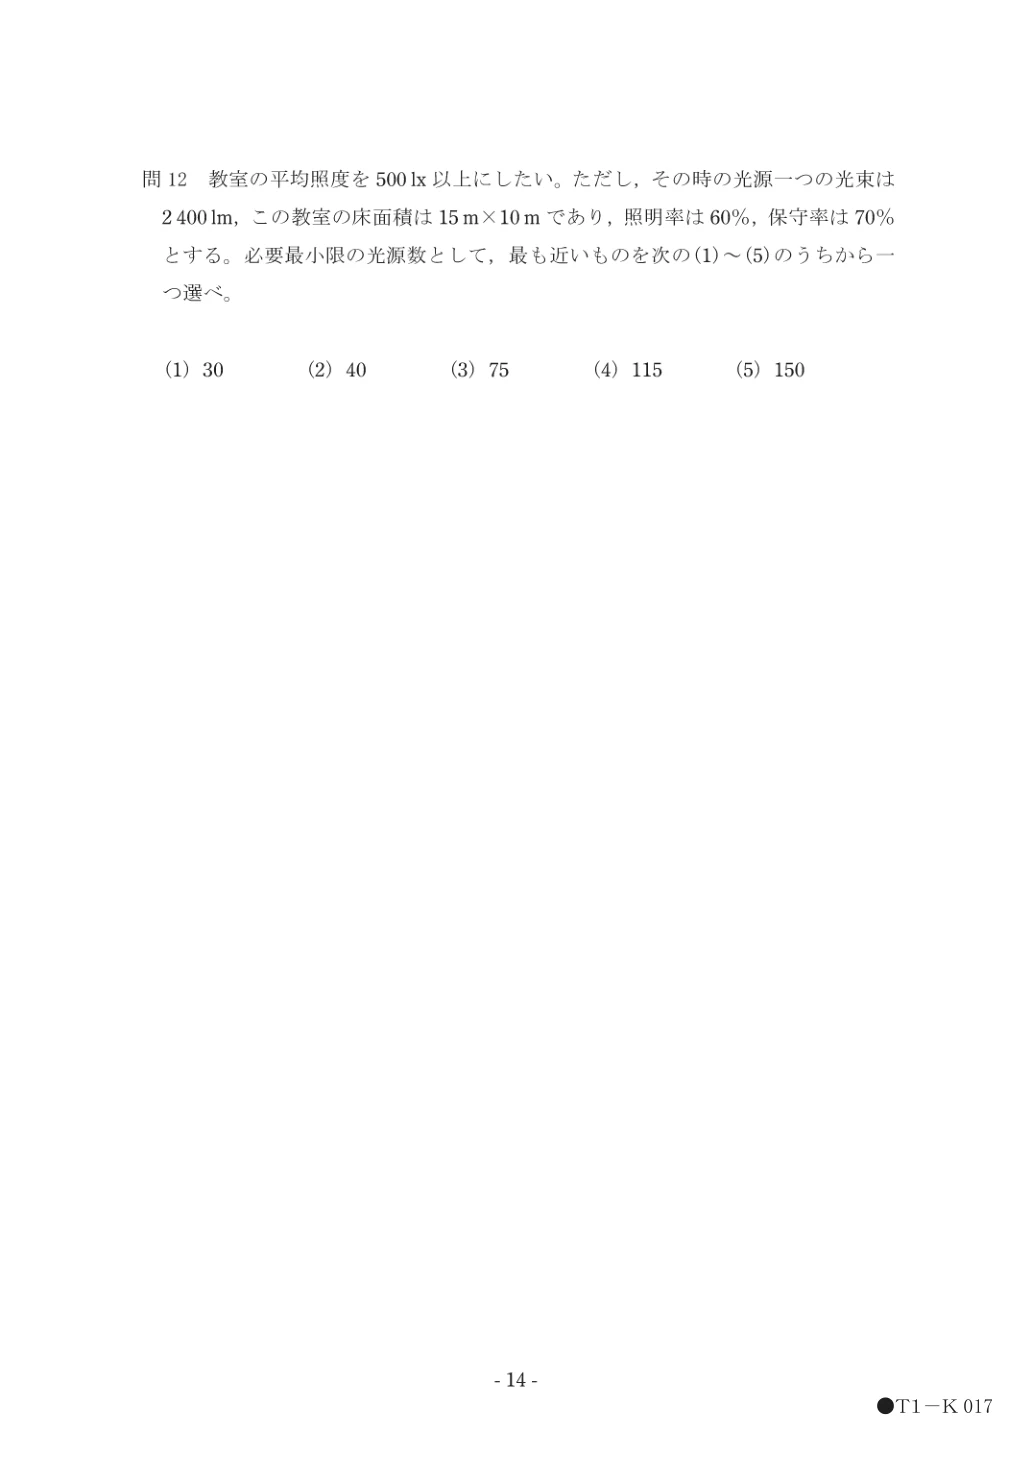 問 12　教室の平均照度を 500 lx 以上にしたい。ただし，その時の光源一つの光束は
2 400 lm，この教室の床面積は 15 m×10 m であり，照明率は 60％，保守率は 70％
とする。必要最小限の光源数として，最も近いものを次の(1)～(5)のうちから一
つ選べ。
(1) 30　　(2) 40　　(3) 75　　(4) 115　　(5) 150
- 14 -
●T1－K 017